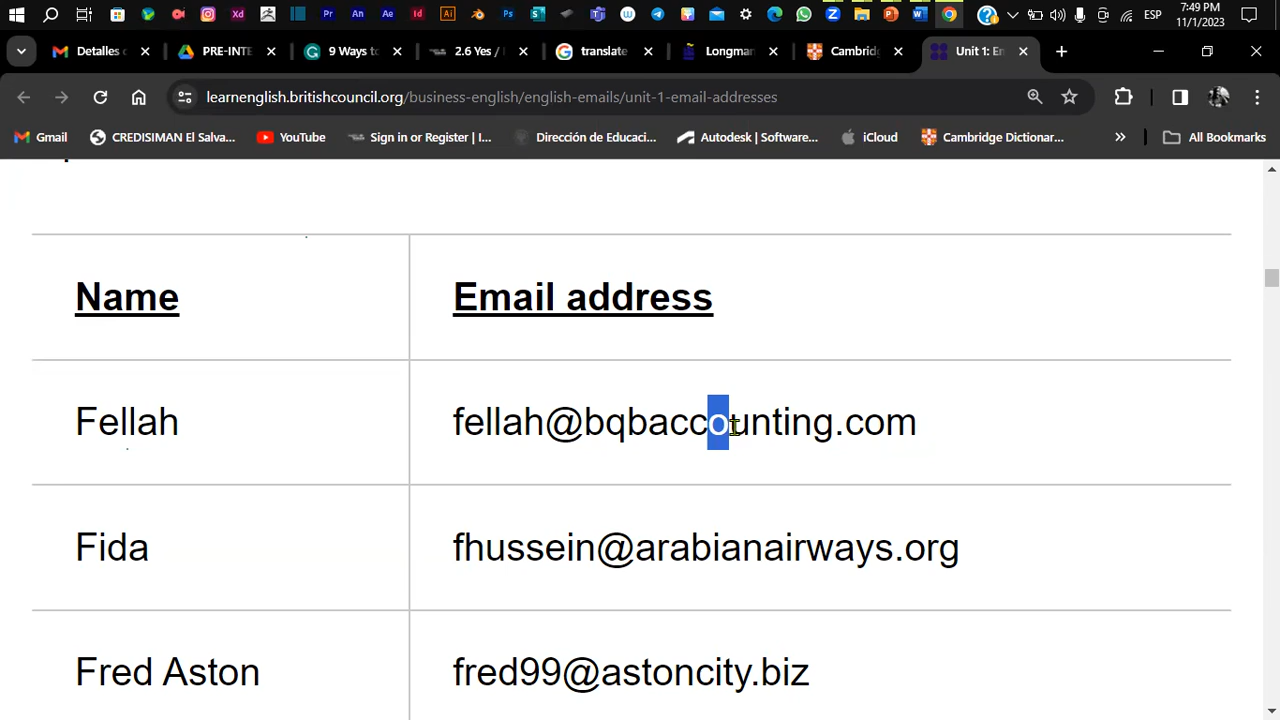 7:49 PM
ESP
11/1/2023
Detalles c
PRE-INTE
9 Ways to
2.6 Yes /
translate
Longma
Cambrid
Unit 1: En
learnenglish.britishcouncil.org/business-english/english-emails/unit-1-email-addresses
Gmail
CREDISIMAN El Salva...
YouTube
Sign in or Register | I...
Dirección de Educaci...
Autodesk | Software...
iCloud
Cambridge Dictionar...
All Bookmarks
Name
Email address
Fellah
fellah@bqbaccounting.com
Fida
fhussein@arabianairways.org
Fred Aston
fred99@astoncity.biz